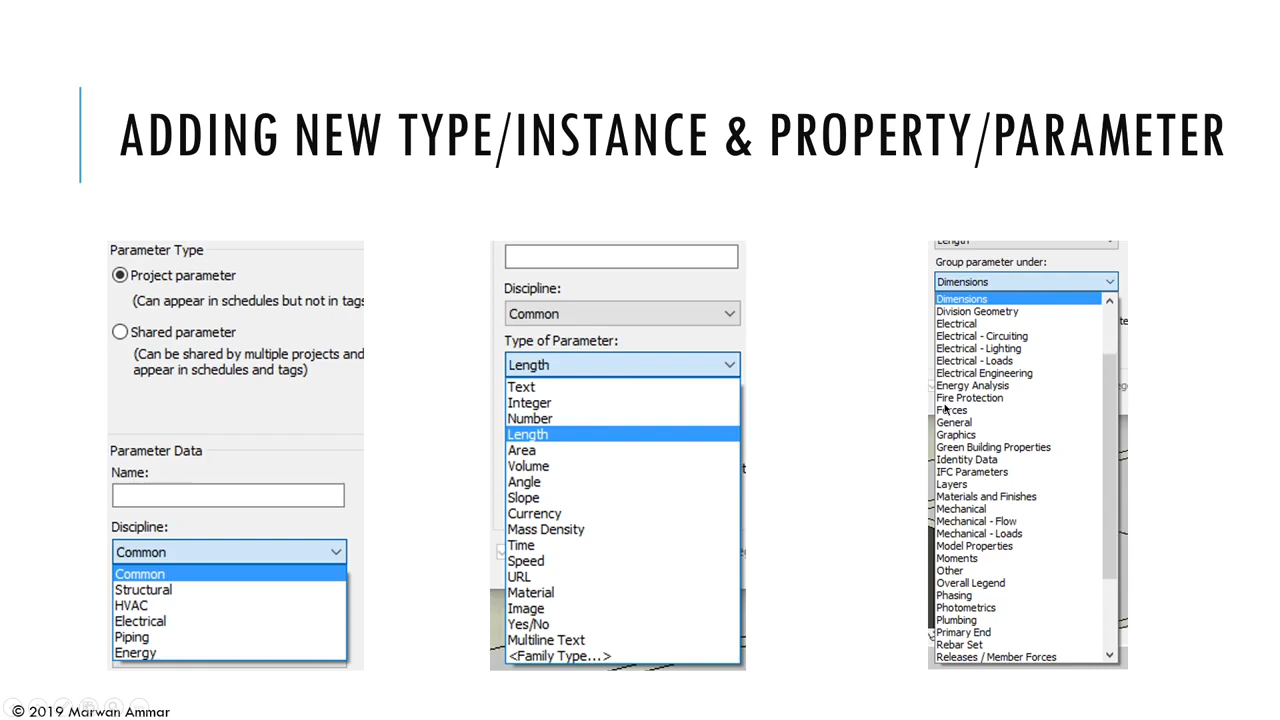 ADDING NEW TYPE/INSTANCE & PROPERTY/PARAMETER
Parameter Type
Project parameter
(Can appear in schedules but not in tags
Shared parameter
(Can be shared by multiple projects and
appear in schedules and tags)
Parameter Data
Name:
Discipline:
Common
Common
Structural
HVAC
Electrical
Piping
Energy
Discipline:
Common
Type of Parameter:
Length
Text
Integer
Number
Length
Area
Volume
Angle
Slope
Currency
Mass Density
Time
Speed
URL
Material
Image
Yes/No
Multiline Text
<Family Type...>
Length
Group parameter under:
Dimensions
Dimensions
Division Geometry
Electrical
Electrical - Circuiting
Electrical - Lighting
Electrical - Loads
Electrical Engineering
Energy Analysis
Fire Protection
Forces
General
Graphics
Green Building Properties
Identity Data
IFC Parameters
Layers
Materials and Finishes
Mechanical
Mechanical - Flow
Mechanical - Loads
Model Properties
Moments
Other
Overall Legend
Phasing
Photometrics
Plumbing
Primary End
Rebar Set
Releases / Member Forces
© 2019 Marwan Ammar